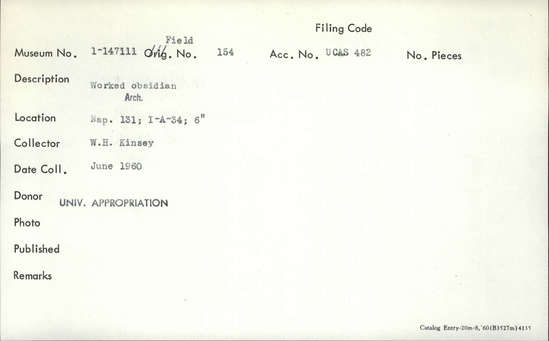 Filing Code
Field
Museum No. 1-147111 Orig. No. 154 Acc. No. UCAS 482 No. Pieces
Description Worked obsidian
Arch.
Location Nap. 131; I-A-34; 6"
Collector W.H. Kinsey
Date Coll. June 1960
Donor UNIV. APPROPRIATION
Photo
Published
Remarks
Catalog Entry-20m-8,'60(B3527m)4135